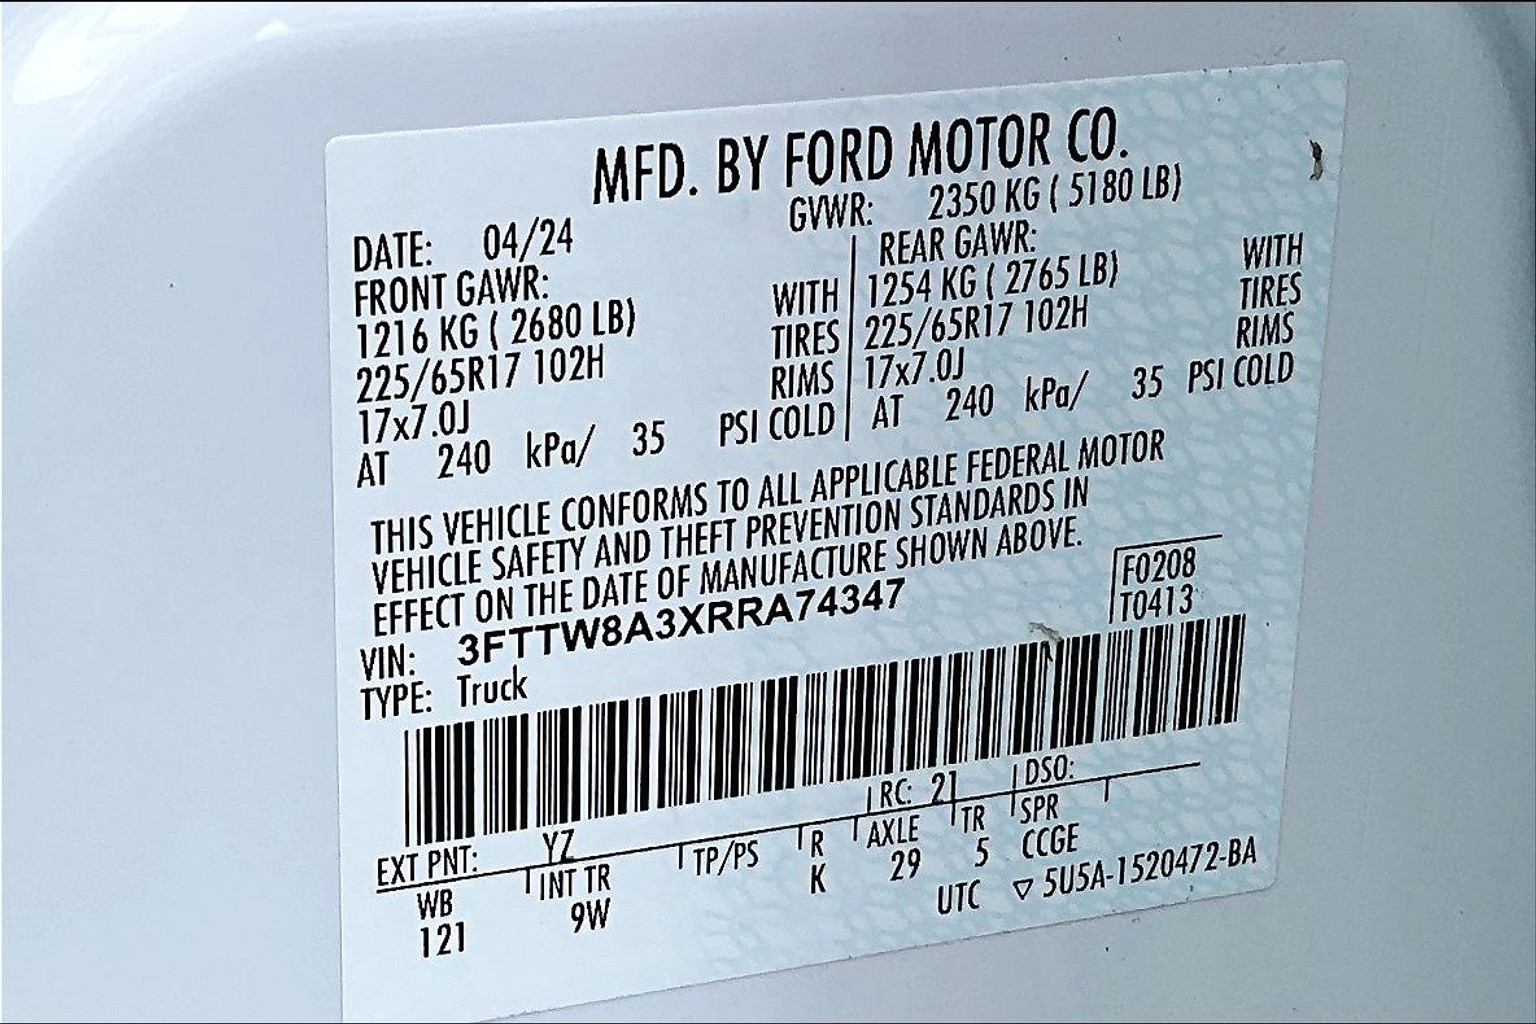 MFD. BY FORD MOTOR CO.
DATE: 04/24
GVWR: 2350 KG ( 5180 LB)
FRONT GAWR:
1216 KG ( 2680 LB) WITH
225/65R17 102H TIRES
17x7.0J RIMS
AT 240 kPa/ 35 PSI COLD
REAR GAWR:
1254 KG ( 2765 LB) WITH
225/65R17 102H TIRES
17x7.0J RIMS
AT 240 kPa/ 35 PSI COLD
THIS VEHICLE CONFORMS TO ALL APPLICABLE FEDERAL MOTOR
VEHICLE SAFETY AND THEFT PREVENTION STANDARDS IN
EFFECT ON THE DATE OF MANUFACTURE SHOWN ABOVE.
F0208
T0413
VIN: 3FTTW8A3XRRA74347
TYPE: Truck
EXT PNT: YZ RC: 21 DSO:
WB INT TR TP/PS R AXLE TR SPR
121 9W K 29 5 CCGE
UTC ▽ 5U5A-1520472-BA